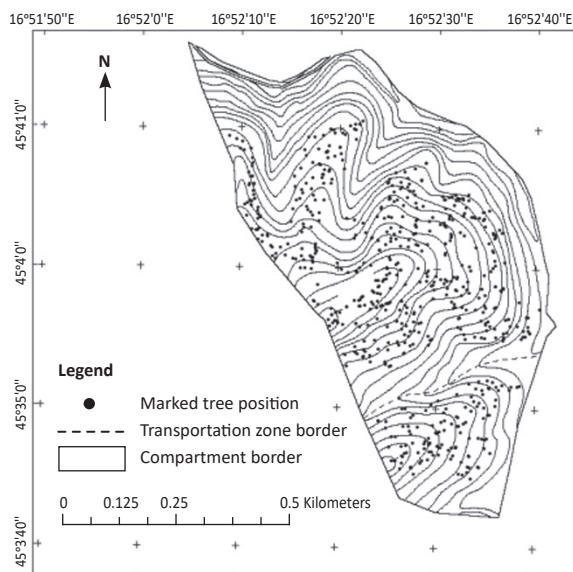 16°51'50'' 16°52'0'' 16°52'10'' 16°52'20'' 16°52'30'' 16°52'40''
N
45°41'0''
45°4'0''
45°35'0''
45°3'40''
Legend
Marked tree position
Transportation zone border
Compartment border
0 0.125 0.25 0.5 Kilometers